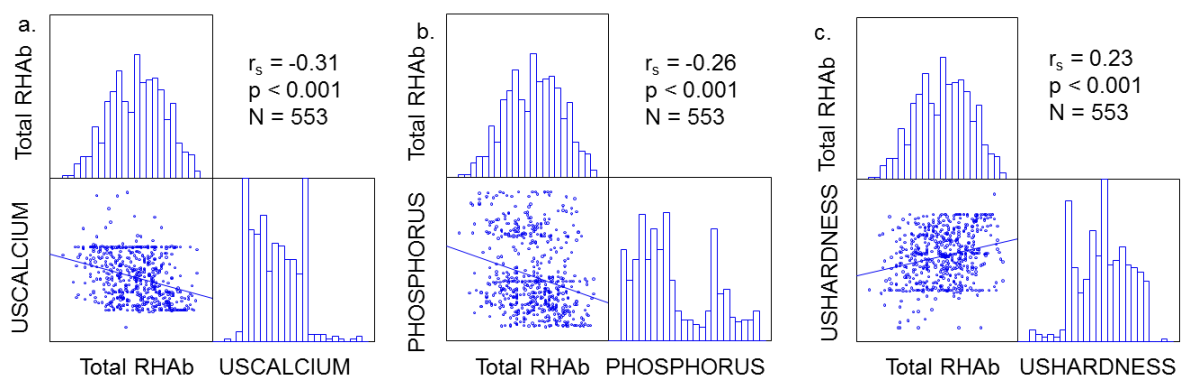 a.
Total RHAb
rₛ = -0.31
p < 0.001
N = 553
USCALCIUM
Total RHAb
USCALCIUM
b.
Total RHAb
rₛ = -0.26
p < 0.001
N = 553
PHOSPHORUS
Total RHAb
PHOSPHORUS
c.
Total RHAb
rₛ = 0.23
p < 0.001
N = 553
USHARDNESS
Total RHAb
USHARDNESS